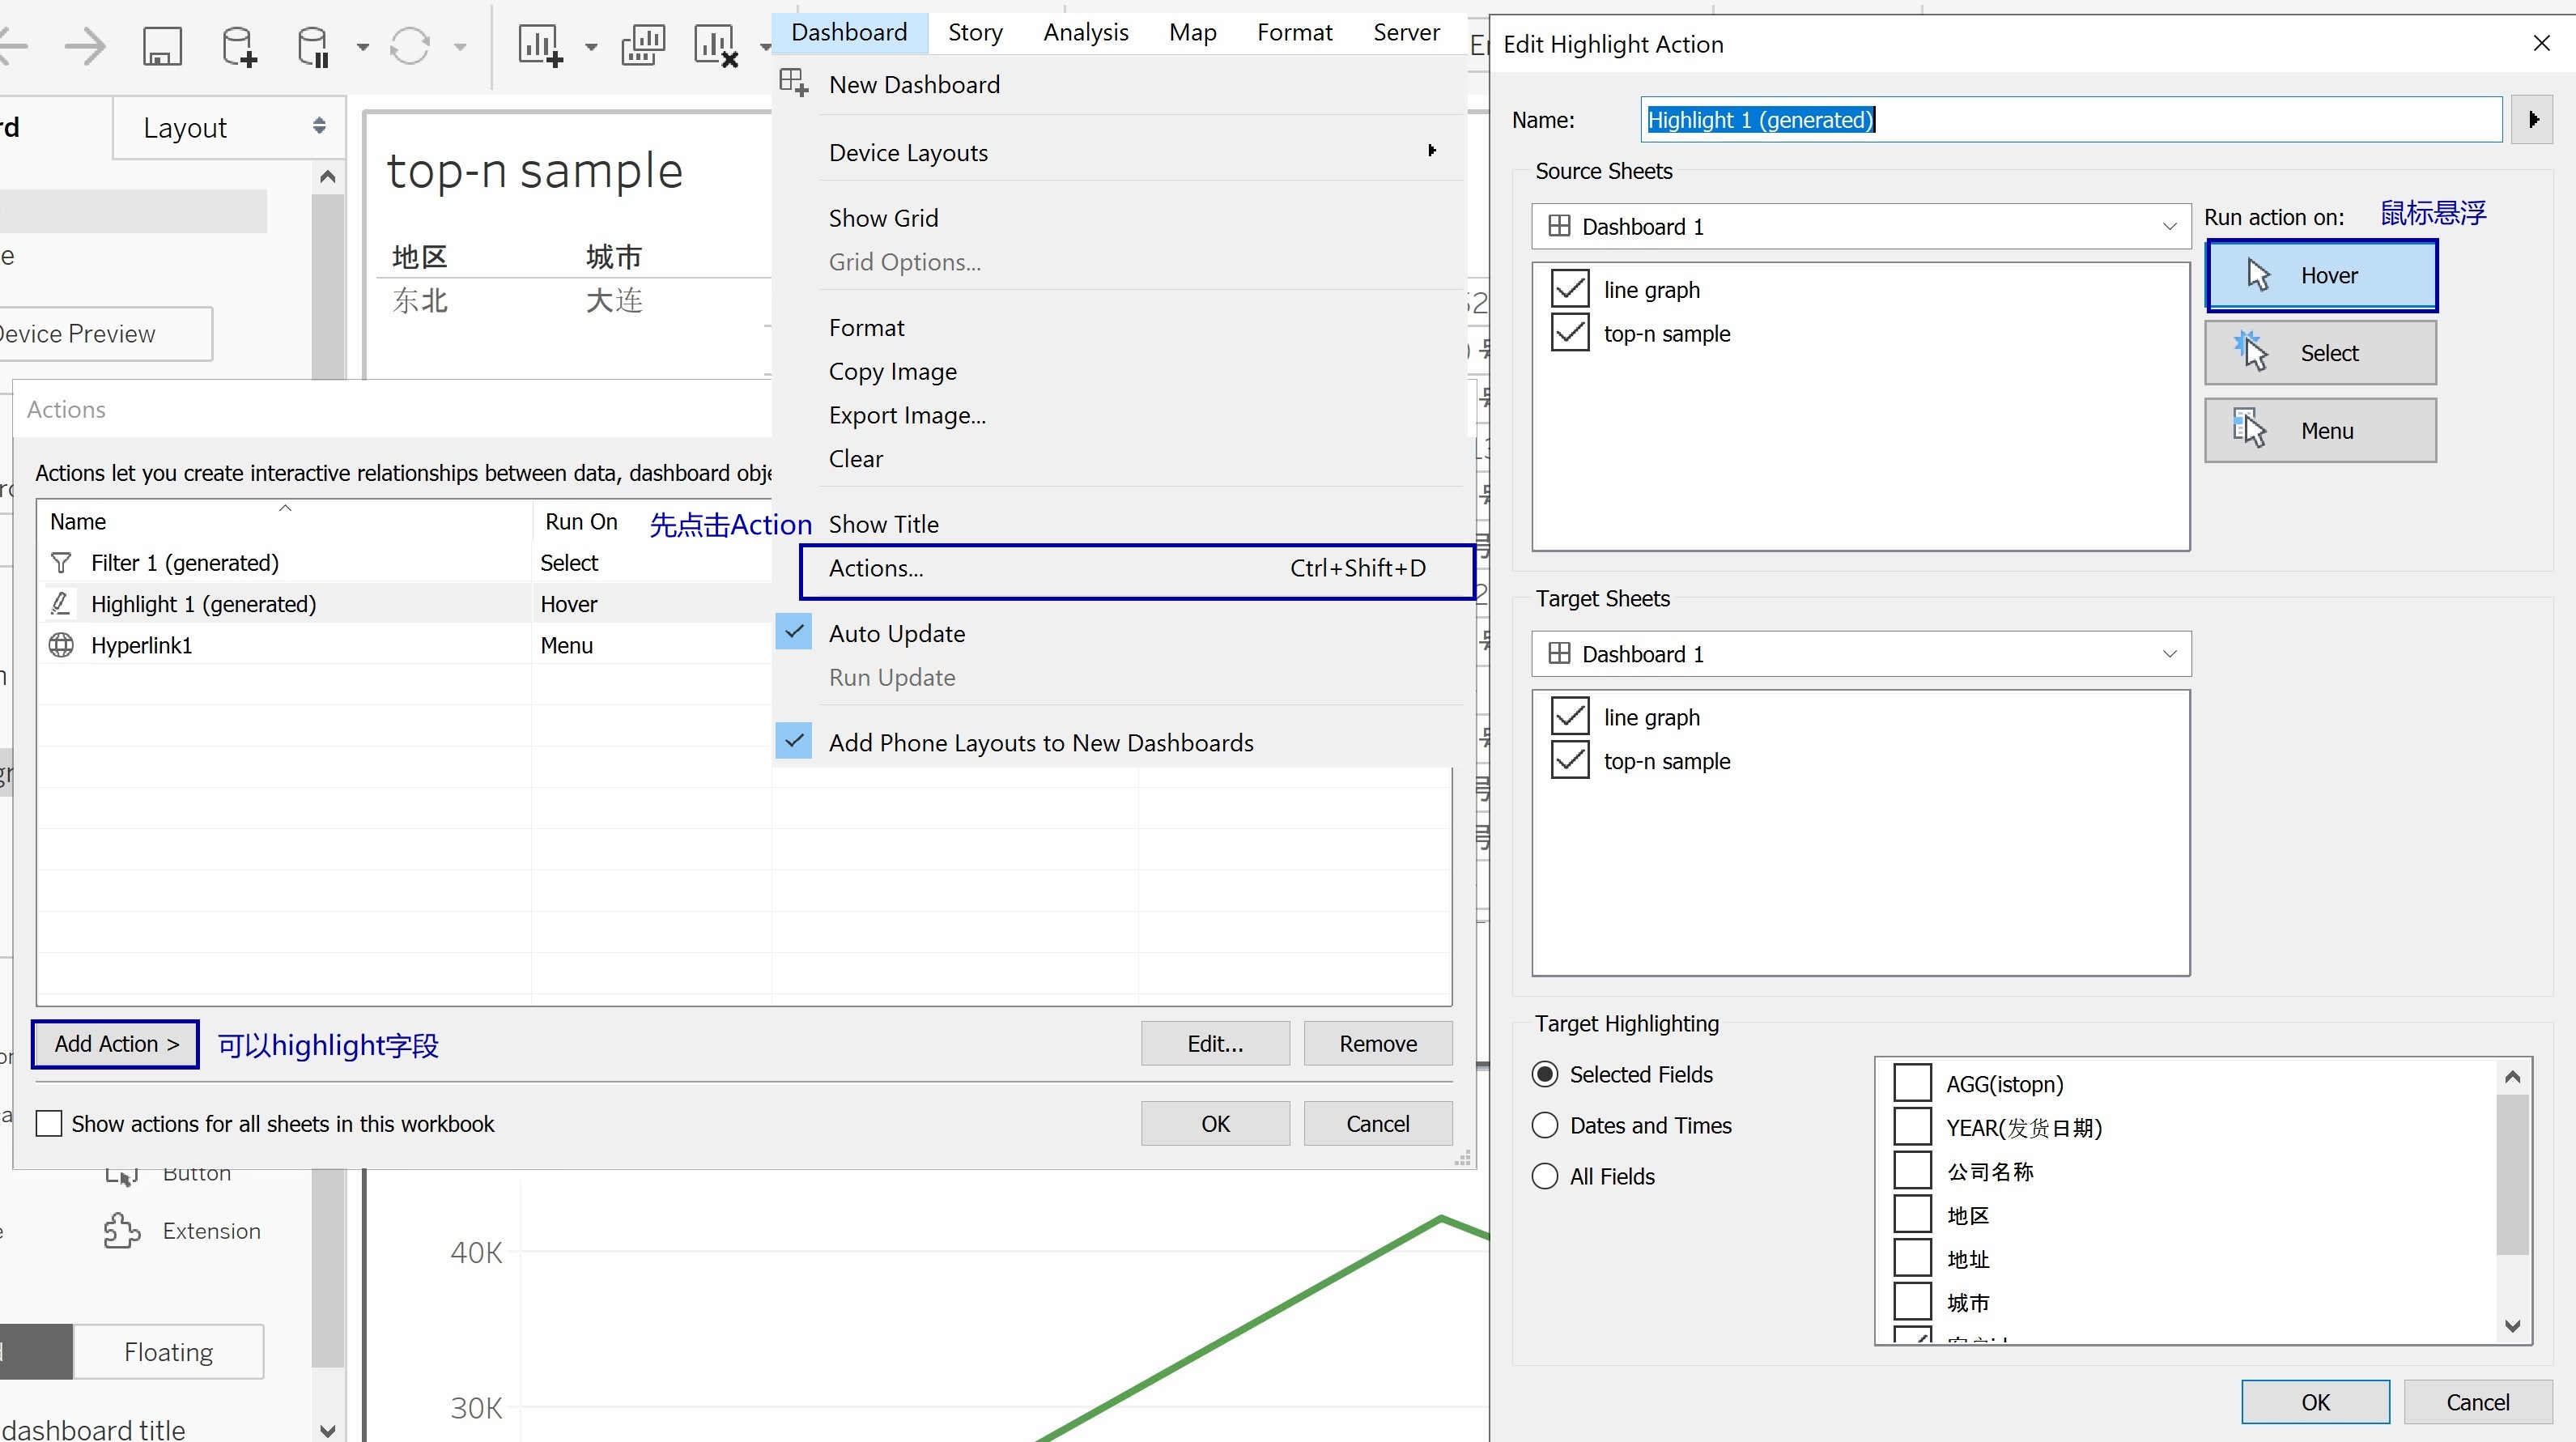 Dashboard Story Analysis Map Format Server
New Dashboard
Device Layouts
Show Grid
Grid Options...
Format
Copy Image
Export Image...
Clear
Show Title
Actions... Ctrl+Shift+D
Auto Update
Run Update
Add Phone Layouts to New Dashboards
Layout
Device Preview
top-n sample
地区 城市
东北 大连
Actions
Actions let you create interactive relationships between data, dashboard
Name Run On
先点击Action
Filter 1 (generated) Select
Highlight 1 (generated) Hover
Hyperlink1 Menu
Add Action >
可以highlight字段
Edit... Remove
Show actions for all sheets in this workbook
OK Cancel
Button
Extension
Floating
dashboard title
40K
30K
Edit Highlight Action
Name: Highlight 1 (generated)
Source Sheets
Dashboard 1
line graph
top-n sample
Run action on: 鼠标悬浮
Hover
Select
Menu
Target Sheets
Dashboard 1
line graph
top-n sample
Target Highlighting
Selected Fields
Dates and Times
All Fields
AGG(istopn)
YEAR(发货日期)
公司名称
地区
地址
城市
OK Cancel